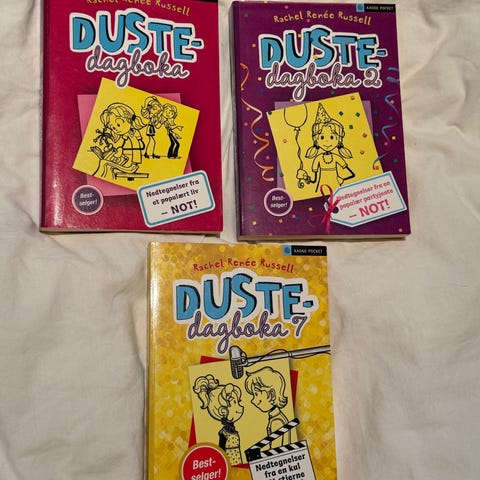 Rachel Renée Russell
DUSTE-
dagboka
Best-
selger!
Nedtegnelser fra
et populært liv
– NOT!
KAGGE POCKET
Rachel Renée Russell
DUSTE-
dagboka 2
Best-
selger!
Nedtegnelser fra en
populær partyjente
– NOT!
KAGGE POCKET
Rachel Renée Russell
DUSTE-
dagboka 7
Best-
selger!
Nedtegnelser
fra en kul